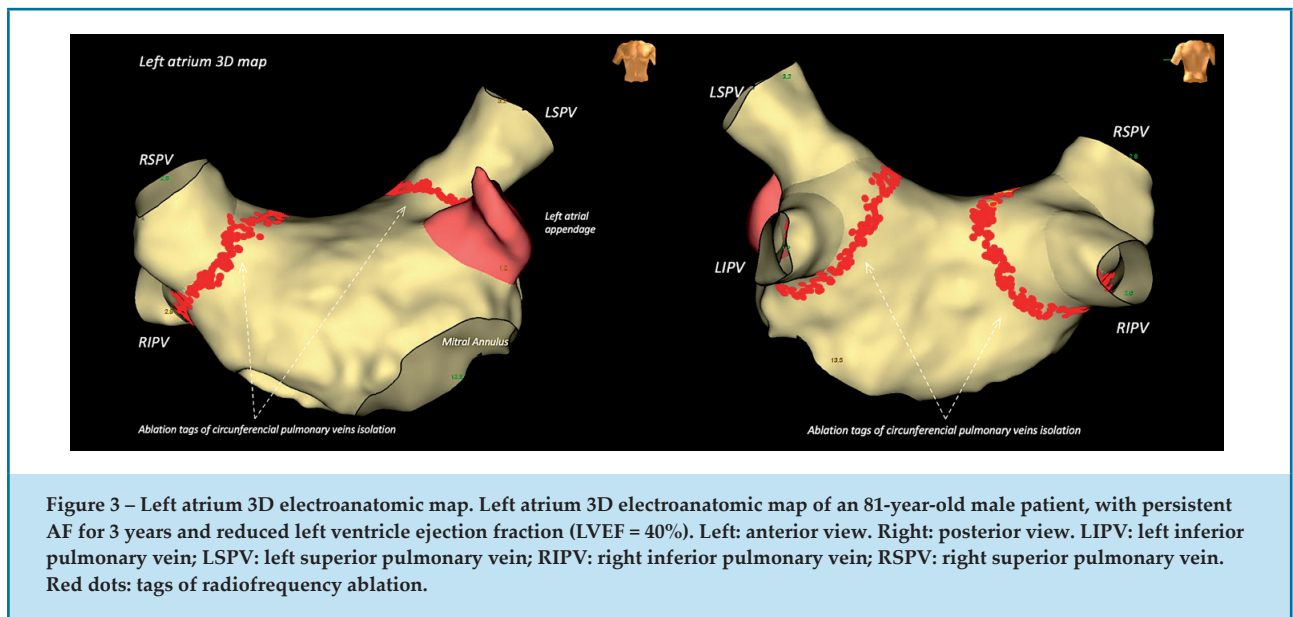 Left atrium 3D map
LSPV
RSPV
Left atrial
appendage
RIPV
Mitral Annulus
Ablation tags of circunferencial pulmonary veins isolation
LSPV
RSPV
LIPV
RIPV
13.5
Ablation tags of circunferencial pulmonary veins isolation
Figure 3 – Left atrium 3D electroanatomic map. Left atrium 3D electroanatomic map of an 81-year-old male patient, with persistent
AF for 3 years and reduced left ventricle ejection fraction (LVEF = 40%). Left: anterior view. Right: posterior view. LIPV: left inferior
pulmonary vein; LSPV: left superior pulmonary vein; RIPV: right inferior pulmonary vein; RSPV: right superior pulmonary vein.
Red dots: tags of radiofrequency ablation.